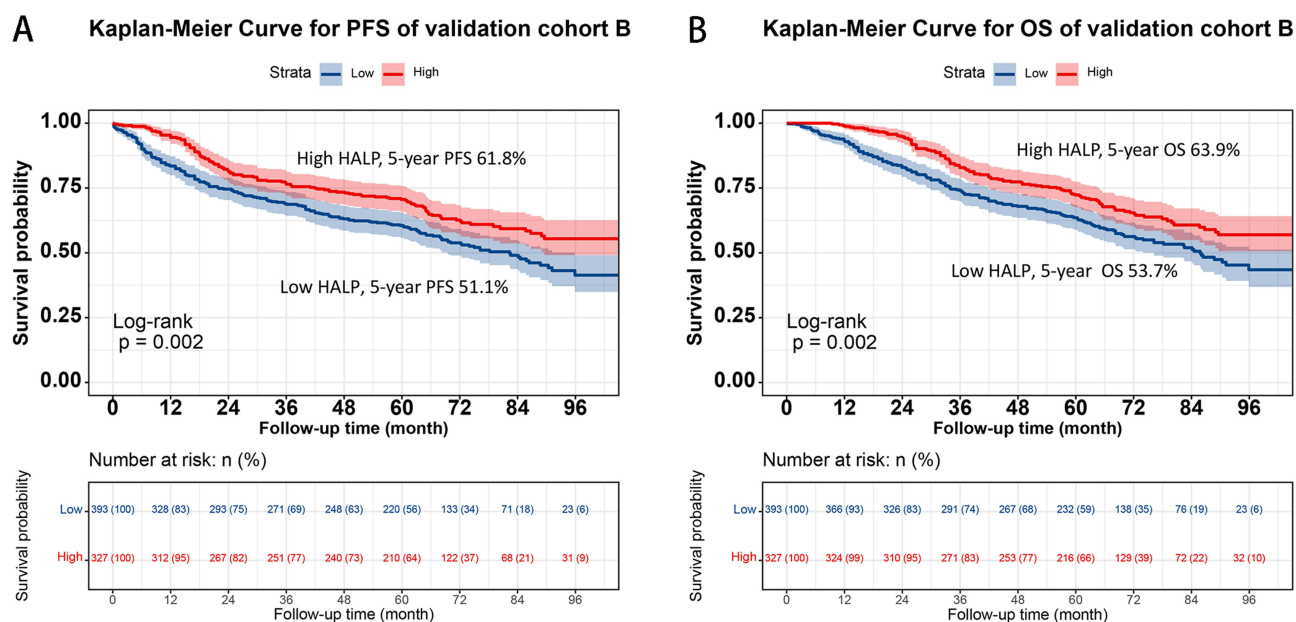 A Kaplan-Meier Curve for PFS of validation cohort B
Strata Low High
Survival probability
1.00
0.75
0.50
0.25
0.00
High HALP, 5-year PFS 61.8%
Low HALP, 5-year PFS 51.1%
Log-rank
p = 0.002
0 12 24 36 48 60 72 84 96
Follow-up time (month)
Number at risk: n (%)
Survival probability
Low 393 (100) 328 (83) 293 (75) 271 (69) 248 (63) 220 (56) 133 (34) 71 (18) 23 (6)
High 327 (100) 312 (95) 267 (82) 251 (77) 240 (73) 210 (64) 122 (37) 68 (21) 31 (9)
0 12 24 36 48 60 72 84 96
Follow-up time (month)
B Kaplan-Meier Curve for OS of validation cohort B
Strata Low High
Survival probability
1.00
0.75
0.50
0.25
0.00
High HALP, 5-year OS 63.9%
Low HALP, 5-year OS 53.7%
Log-rank
p = 0.002
0 12 24 36 48 60 72 84 96
Follow-up time (month)
Number at risk: n (%)
Survival probability
Low 393 (100) 366 (93) 326 (83) 291 (74) 267 (68) 232 (59) 138 (35) 76 (19) 23 (6)
High 327 (100) 324 (99) 310 (95) 271 (83) 253 (77) 216 (66) 129 (39) 72 (22) 32 (10)
0 12 24 36 48 60 72 84 96
Follow-up time (month)